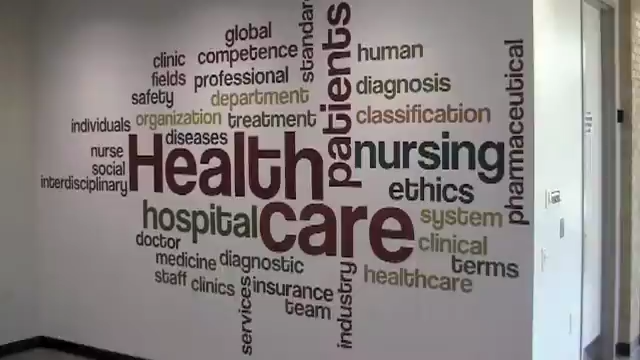 global
standard
patients
human
pharmaceutical
clinic
competence
fields
professional
diagnosis
safety
department
individuals
organization
treatment
classification
diseases
nurse
Health
nursing
social
interdisciplinary
ethics
hospital
care
system
doctor
clinical
medicine
diagnostic
terms
staff
clinics
insurance
healthcare
services
team
industry